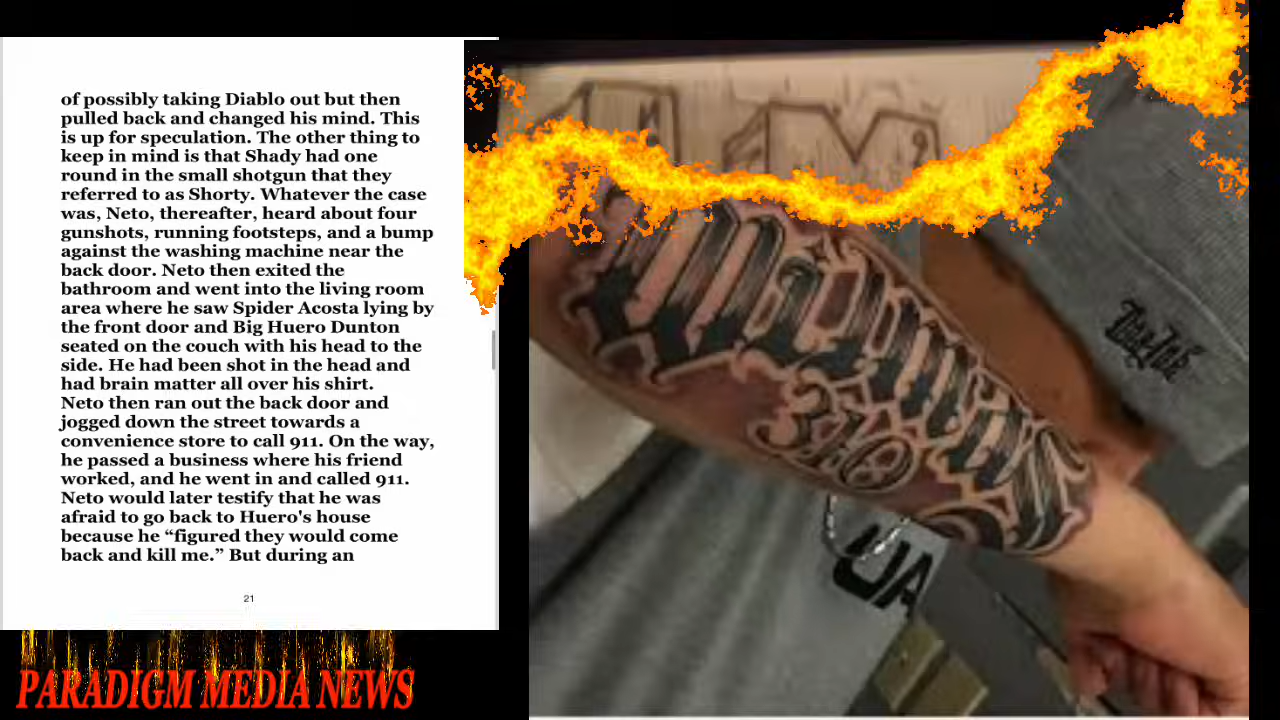 of possibly taking Diablo out but then
pulled back and changed his mind. This
is up for speculation. The other thing to
keep in mind is that Shady had one
round in the small shotgun that they
referred to as Shorty. Whatever the case
was, Neto, thereafter, heard about four
gunshots, running footsteps, and a bump
against the washing machine near the
back door. Neto then exited the
bathroom and went into the living room
area where he saw Spider Acosta lying by
the front door and Big Huero Dunton
seated on the couch with his head to the
side. He had been shot in the head and
had brain matter all over his shirt.
Neto then ran out the back door and
jogged down the street towards a
convenience store to call 911. On the way,
he passed a business where his friend
worked, and he went in and called 911.
Neto would later testify that he was
afraid to go back to Huero's house
because he “figured they would come
back and kill me.” But during an
21
PARADIGM MEDIA NEWS
UA